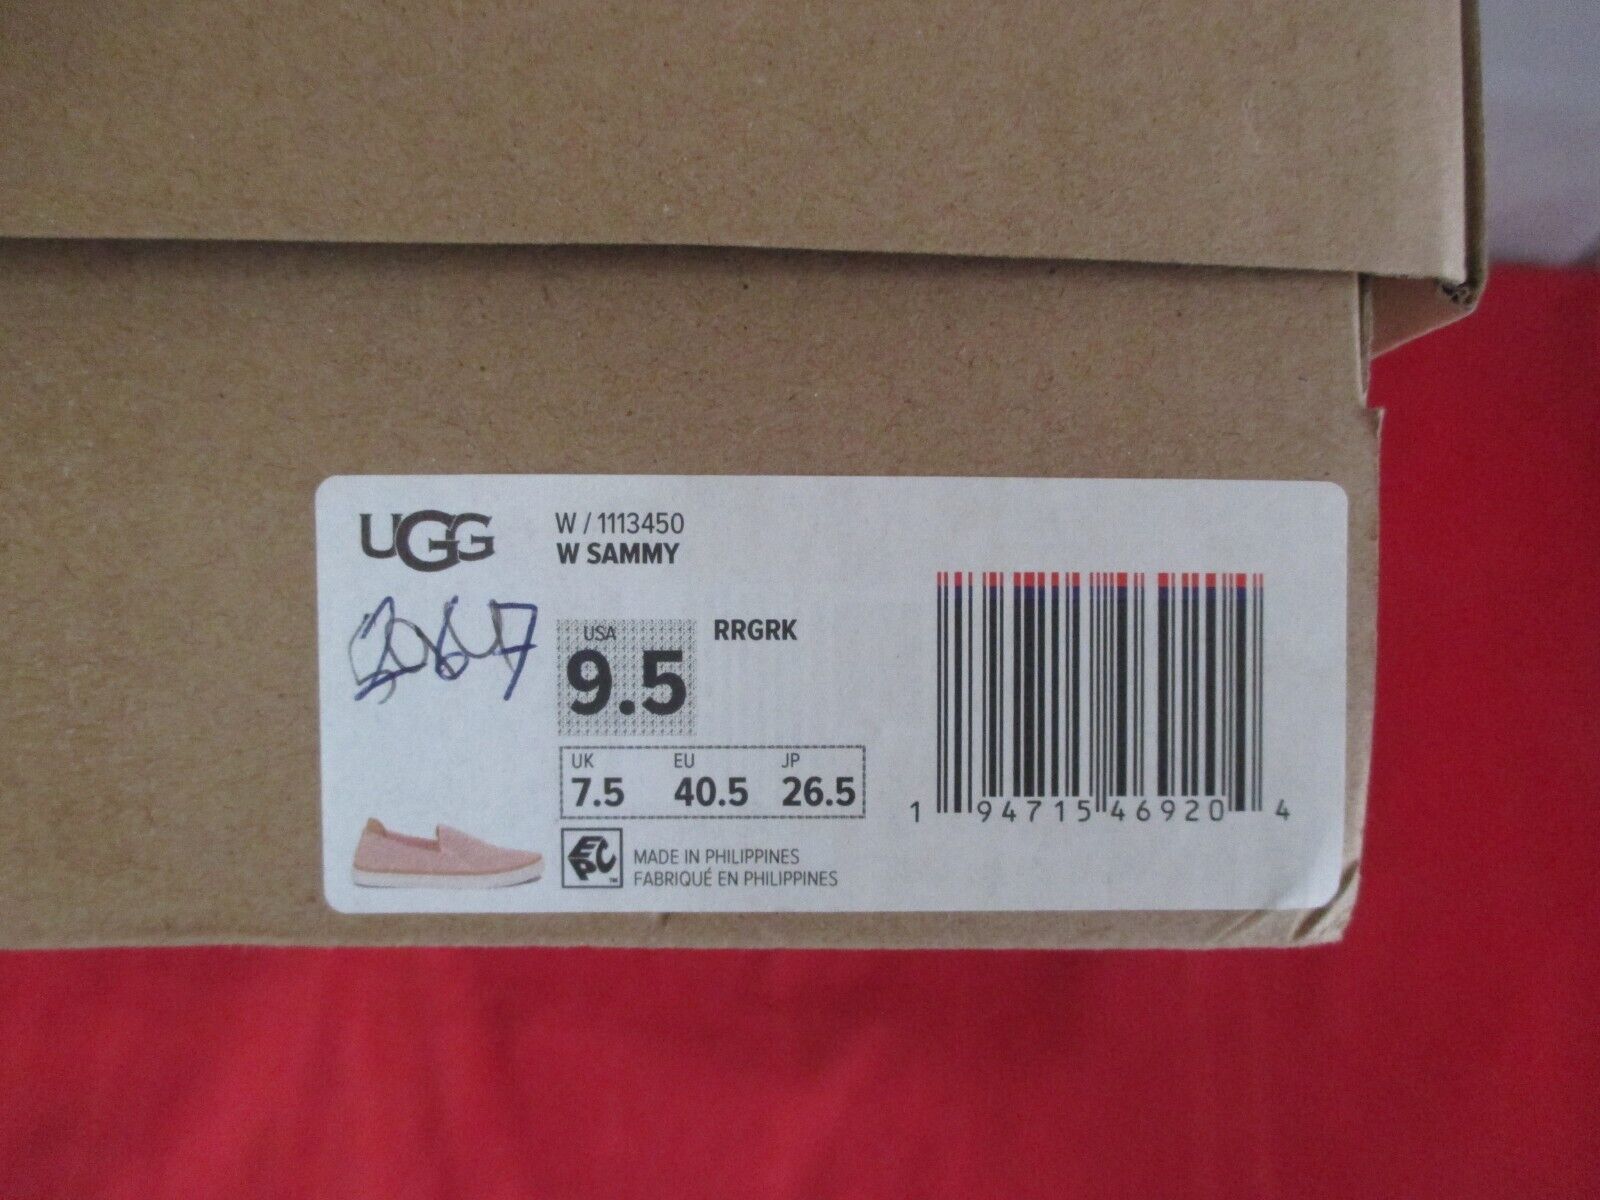 UGG
W / 1113450
W SAMMY
USA
9.5
RRGRK
UK EU JP
7.5 40.5 26.5
EPC™
MADE IN PHILIPPINES
FABRIQUÉ EN PHILIPPINES
1 94715 46920 4